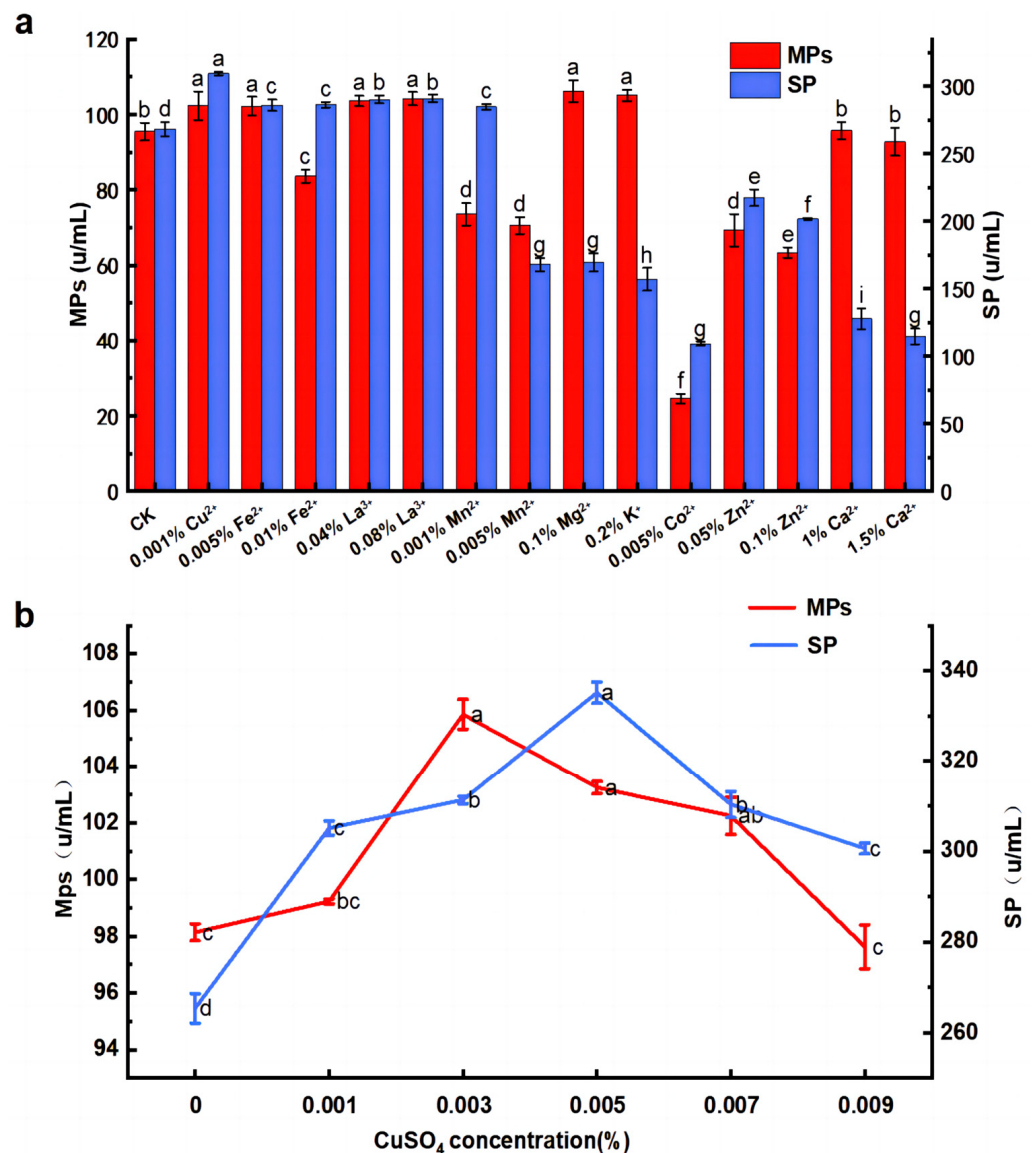 a
MPs
SP
120
100
80
60
40
20
0
MPs (u/mL)
300
250
200
150
100
50
0
SP (u/mL)
b d a a a c c c a b a b d c d g a g a h f g d e e f b i b g
CK
0.001% Cu²⁺
0.005% Fe²⁺
0.01% Fe²⁺
0.04% La³⁺
0.08% La³⁺
0.001% Mn²⁺
0.005% Mn²⁺
0.1% Mg²⁺
0.2% K⁺
0.005% Co²⁺
0.05% Zn²⁺
0.1% Zn²⁺
1% Ca²⁺
1.5% Ca²⁺
b
MPs
SP
108
106
104
102
100
98
96
94
Mps（u/mL）
340
320
300
280
260
SP（u/mL）
c d c bc a b a a b ab c c
0 0.001 0.003 0.005 0.007 0.009
CuSO₄ concentration(%)